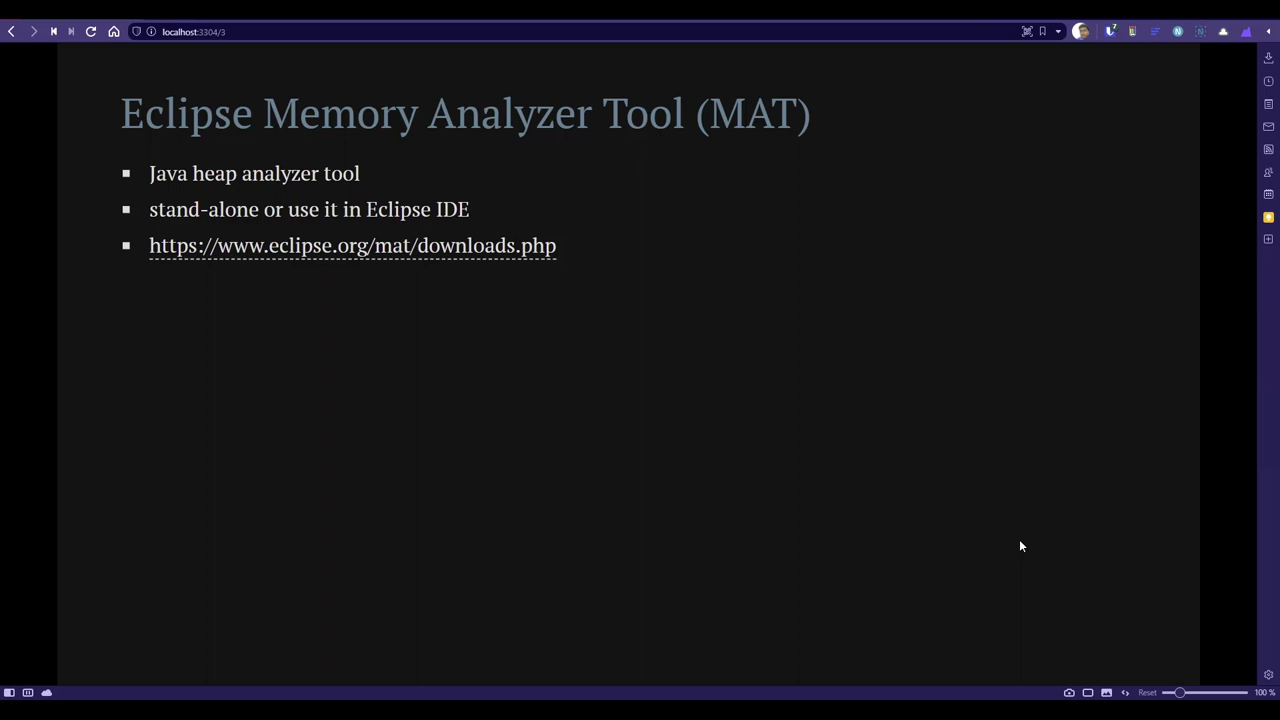 localhost:3304/3
7
Eclipse Memory Analyzer Tool (MAT)
▪ Java heap analyzer tool
▪ stand-alone or use it in Eclipse IDE
▪ https://www.eclipse.org/mat/downloads.php
Reset
100 %